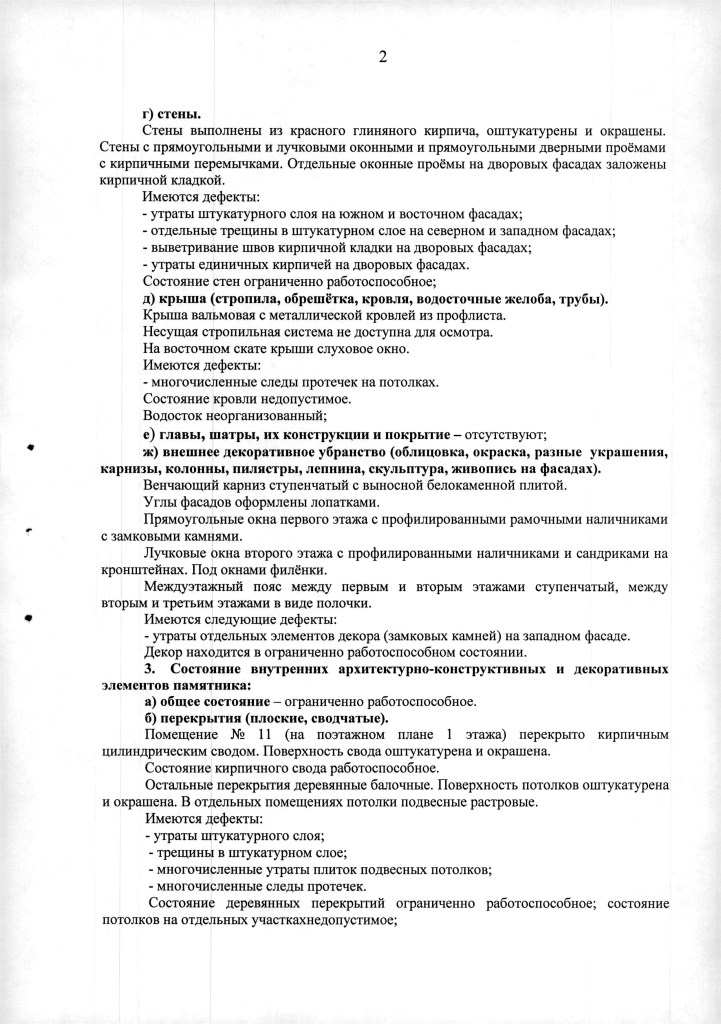 2
г) стены.
Стены выполнены из красного глиняного кирпича, оштукатурены и окрашены.
Стены с прямоугольными и лучковыми оконными и прямоугольными дверными проёмами
с кирпичными перемычками. Отдельные оконные проёмы на дворовых фасадах заложены
кирпичной кладкой.
Имеются дефекты:
- утраты штукатурного слоя на южном и восточном фасадах;
- отдельные трещины в штукатурном слое на северном и западном фасадах;
- выветривание швов кирпичной кладки на дворовых фасадах;
- утраты единичных кирпичей на дворовых фасадах.
Состояние стен ограниченно работоспособное;
д) крыша (стропила, обрешётка, кровля, водосточные желоба, трубы).
Крыша вальмовая с металлической кровлей из профлиста.
Несущая стропильная система не доступна для осмотра.
На восточном скате крыши слуховое окно.
Имеются дефекты:
- многочисленные следы протечек на потолках.
Состояние кровли недопустимое.
Водосток неорганизованный;
е) главы, шатры, их конструкции и покрытие – отсутствуют;
ж) внешнее декоративное убранство (облицовка, окраска, разные украшения,
карнизы, колонны, пилястры, лепнина, скульптура, живопись на фасадах).
Венчающий карниз ступенчатый с выносной белокаменной плитой.
Углы фасадов оформлены лопатками.
Прямоугольные окна первого этажа с профилированными рамочными наличниками
с замковыми камнями.
Лучковые окна второго этажа с профилированными наличниками и сандриками на
кронштейнах. Под окнами филёнки.
Междуэтажный пояс между первым и вторым этажами ступенчатый, между
вторым и третьим этажами в виде полочки.
Имеются следующие дефекты:
- утраты отдельных элементов декора (замковых камней) на западном фасаде.
Декор находится в ограниченно работоспособном состоянии.
3. Состояние внутренних архитектурно-конструктивных и декоративных
элементов памятника:
а) общее состояние – ограниченно работоспособное.
б) перекрытия (плоские, сводчатые).
Помещение № 11 (на поэтажном плане 1 этажа) перекрыто кирпичным
цилиндрическим сводом. Поверхность свода оштукатурена и окрашена.
Состояние кирпичного свода работоспособное.
Остальные перекрытия деревянные балочные. Поверхность потолков оштукатурена
и окрашена. В отдельных помещениях потолки подвесные растровые.
Имеются дефекты:
- утраты штукатурного слоя;
- трещины в штукатурном слое;
- многочисленные утраты плиток подвесных потолков;
- многочисленные следы протечек.
Состояние деревянных перекрытий ограниченно работоспособное; состояние
потолков на отдельных участкахнедопустимое;